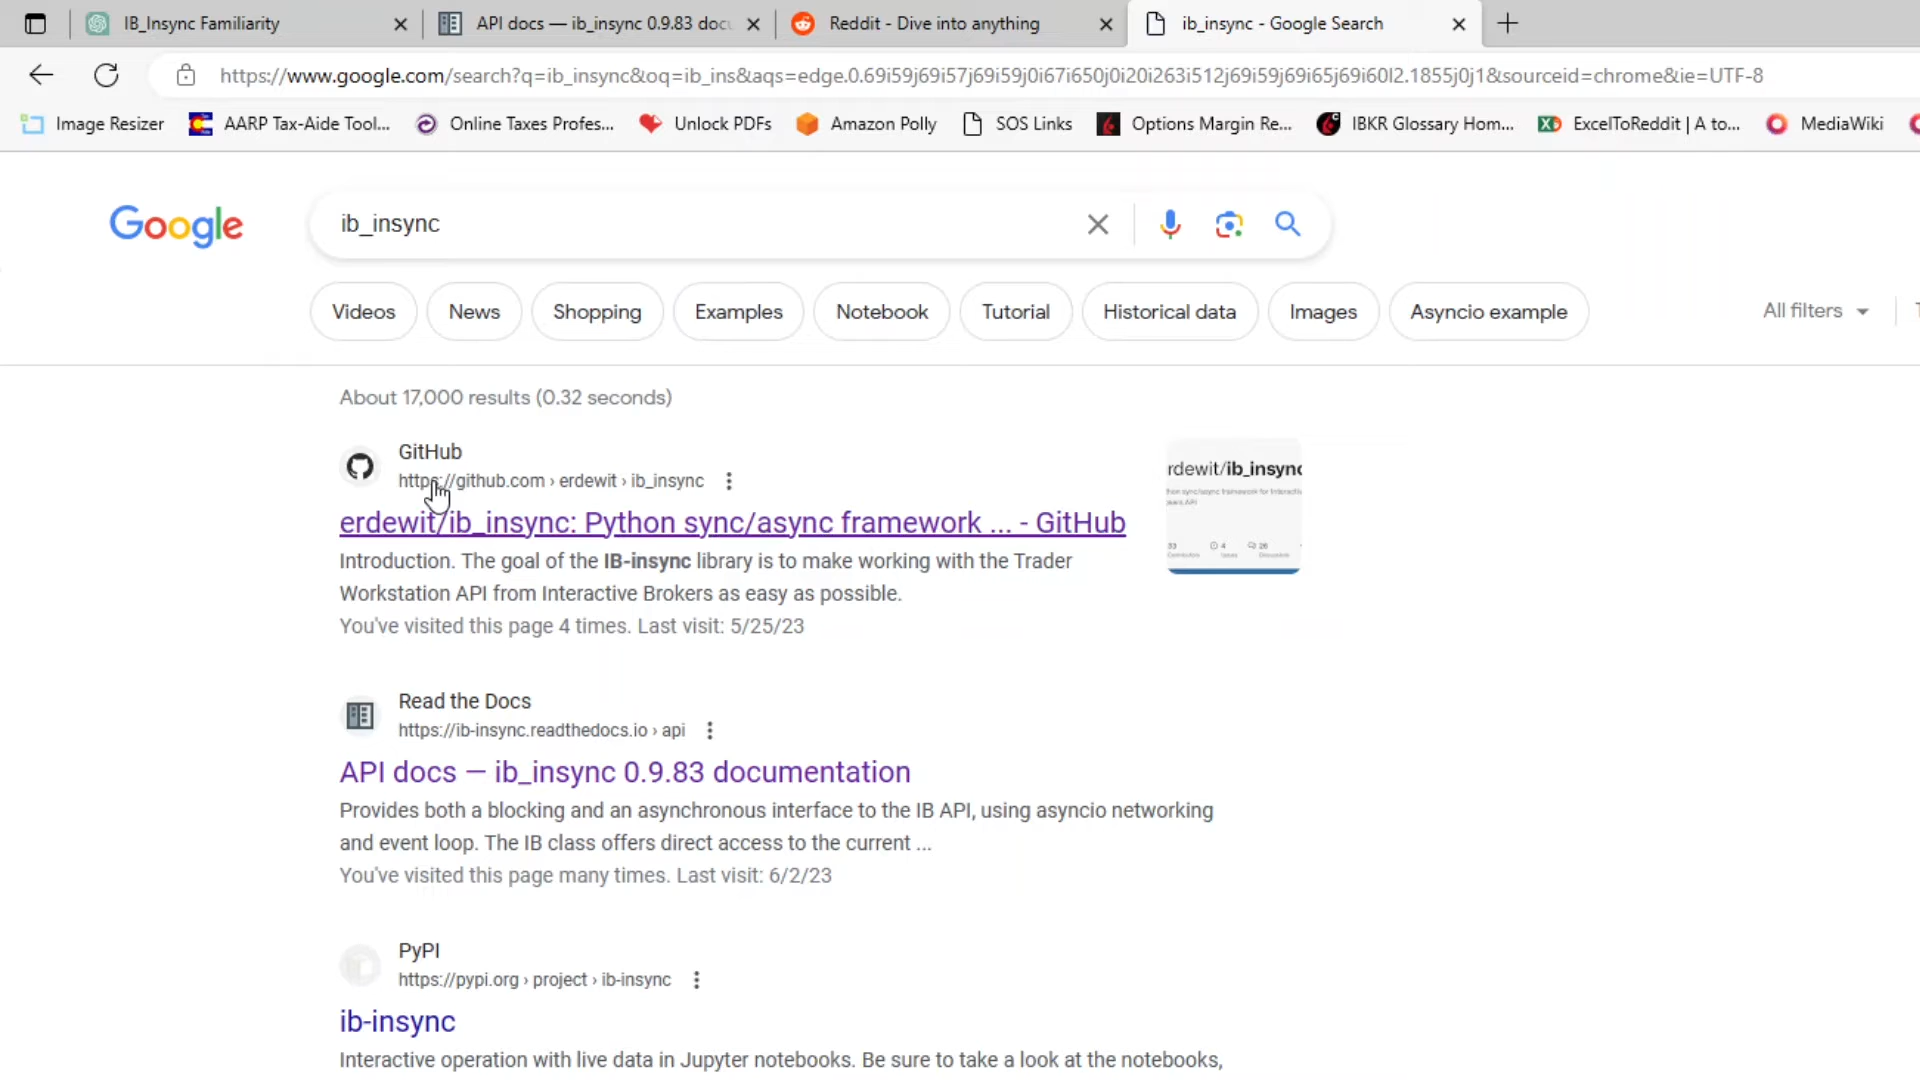 IB_Insync Familiarity
API docs — ib_insync 0.9.83 doc
Reddit - Dive into anything
ib_insync - Google Search
https://www.google.com/search?q=ib_insync&oq=ib_ins&aqs=edge.0.69i59j69i57j69i59j0i67i650j0i20i263i512j69i59j69i65j69i60l2.1855j0j1&sourceid=chrome&ie=UTF-8
Image Resizer
AARP Tax-Aide Tool...
Online Taxes Profes...
Unlock PDFs
Amazon Polly
SOS Links
Options Margin Re...
IBKR Glossary Hom...
ExcelToReddit | A to...
MediaWiki
Google
ib_insync
Videos
News
Shopping
Examples
Notebook
Tutorial
Historical data
Images
Asyncio example
All filters
About 17,000 results (0.32 seconds)
GitHub
https://github.com › erdewit › ib_insync
erdewit/ib_insync: Python sync/async framework ... - GitHub
Introduction. The goal of the IB-insync library is to make working with the Trader
Workstation API from Interactive Brokers as easy as possible.
You've visited this page 4 times. Last visit: 5/25/23
rdewit/ib_insync
Read the Docs
https://ib-insync.readthedocs.io › api
API docs — ib_insync 0.9.83 documentation
Provides both a blocking and an asynchronous interface to the IB API, using asyncio networking
and event loop. The IB class offers direct access to the current ...
You've visited this page many times. Last visit: 6/2/23
PyPI
https://pypi.org › project › ib-insync
ib-insync
Interactive operation with live data in Jupyter notebooks. Be sure to take a look at the notebooks,